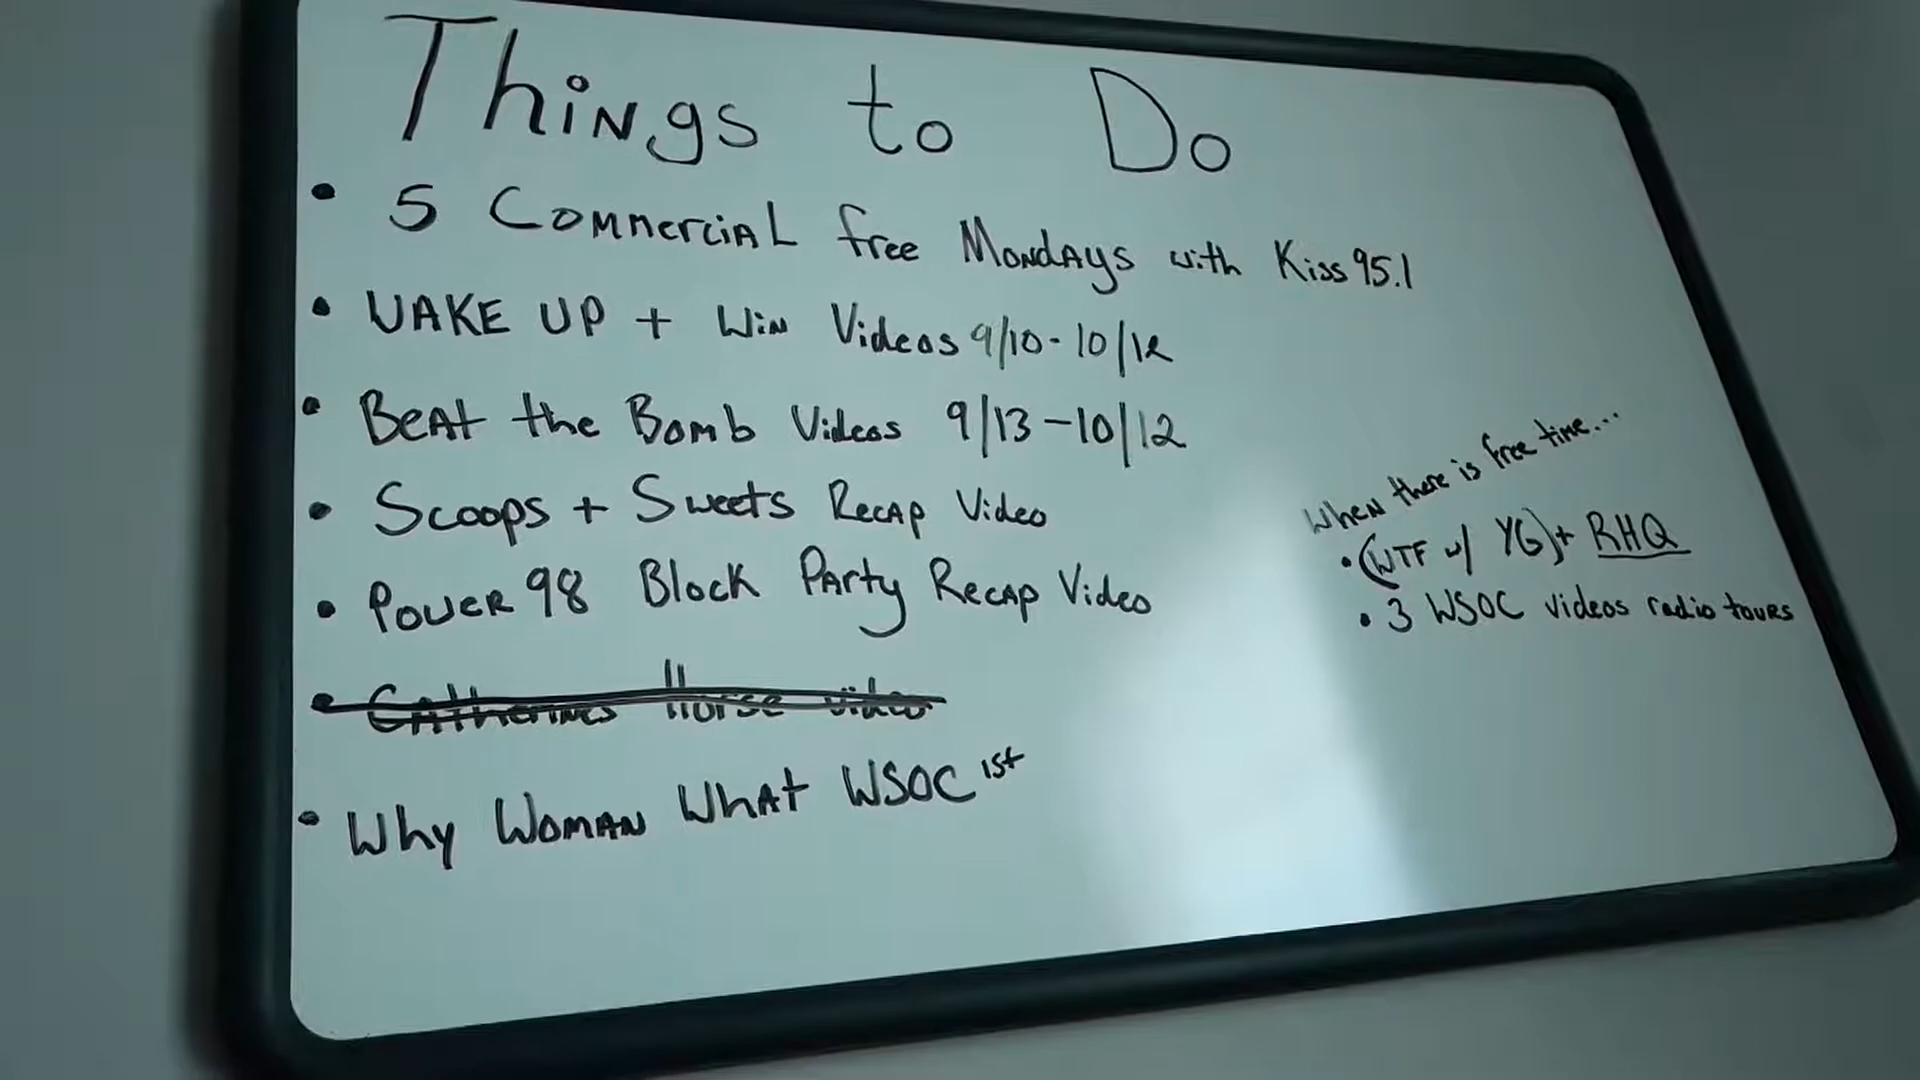 Things to Do
• 5 Commercial free Mondays with Kiss 95.1
• WAKE UP + Win Videos 9/10 - 10/12
• Beat the Bomb Videos 9/13 - 10/12
• Scoops + Sweets Recap Video
• Power 98 Block Party Recap Video
• Catherines Horse video
• Why Woman What WSOC 1st
When there is free time...
• (WTF w/ YG) + RHQ
• 3 WSOC videos radio tours